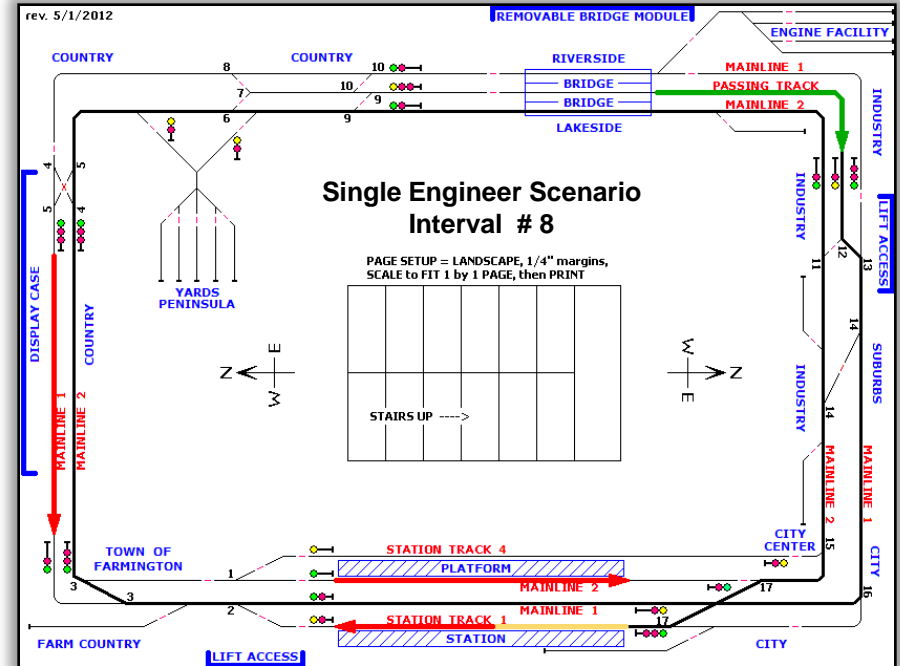 rev. 5/1/2012
REMOVABLE BRIDGE MODULE
ENGINE FACILITY
COUNTRY
COUNTRY
RIVERSIDE
8
10
MAINLINE 1
7
10
BRIDGE
PASSING TRACK
9
BRIDGE
MAINLINE 2
6
9
LAKESIDE
INDUSTRY
4
5
5
4
Single Engineer Scenario
Interval # 8
INDUSTRY
LIFT ACCESS
12
13
11
PAGE SETUP = LANDSCAPE, 1/4" margins,
SCALE to FIT 1 by 1 PAGE, then PRINT
YARDS
PENINSULA
DISPLAY CASE
COUNTRY
14
SUBURBS
N
E
W
W
N
E
INDUSTRY
STAIRS UP ---->
14
MAINLINE 1
MAINLINE 2
MAINLINE 2
MAINLINE 1
CITY
CENTER
15
CITY
TOWN OF
FARMINGTON
STATION TRACK 4
PLATFORM
1
3
MAINLINE 2
17
16
3
2
MAINLINE 1
STATION TRACK 1
17
FARM COUNTRY
STATION
CITY
LIFT ACCESS